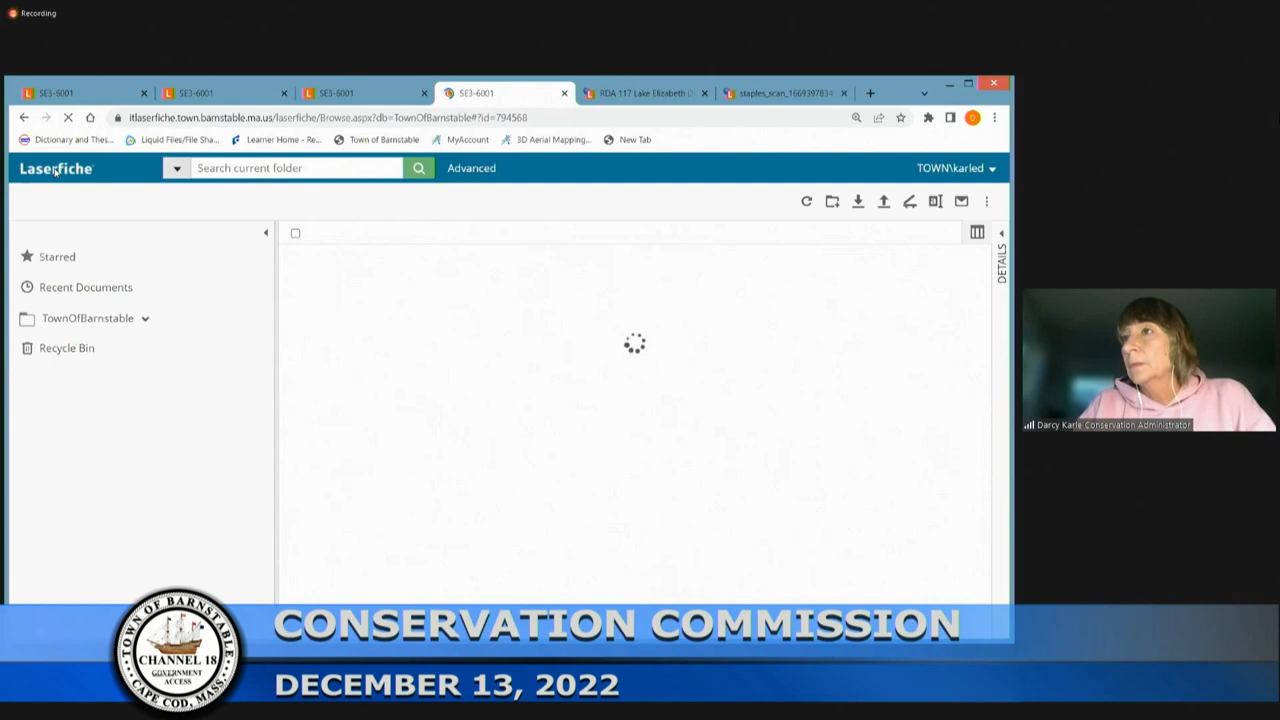 Recording
SE3-6001
SE3-6001
SE3-6001
SE3-6001
RDA 117 Lake Elizabeth D
staples_scan_1669397834
itlaserfiche.town.barnstable.ma.us/laserfiche/Browse.aspx?db=TownOfBarnstable#?id=794568
D
Dictionary and Thes...
Liquid Files/File Sha...
Learner Home - Re...
Town of Barnstable
MyAccount
3D Aerial Mapping,...
New Tab
Laserfiche
Search current folder
Advanced
TOWN\karled
Starred
Recent Documents
TownOfBarnstable
Recycle Bin
DETAILS
Darcy Karle Conservation Administrator
TOWN OF BARNSTABLE
CHANNEL 18
GOVERNMENT
ACCESS
CAPE COD, MASS.
CONSERVATION COMMISSION
DECEMBER 13, 2022